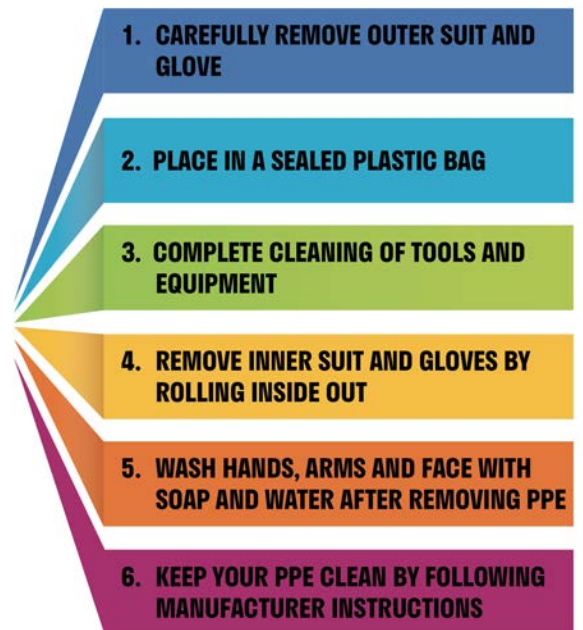 1. CAREFULLY REMOVE OUTER SUIT AND
GLOVE
2. PLACE IN A SEALED PLASTIC BAG
3. COMPLETE CLEANING OF TOOLS AND
EQUIPMENT
4. REMOVE INNER SUIT AND GLOVES BY
ROLLING INSIDE OUT
5. WASH HANDS, ARMS AND FACE WITH
SOAP AND WATER AFTER REMOVING PPE
6. KEEP YOUR PPE CLEAN BY FOLLOWING
MANUFACTURER INSTRUCTIONS